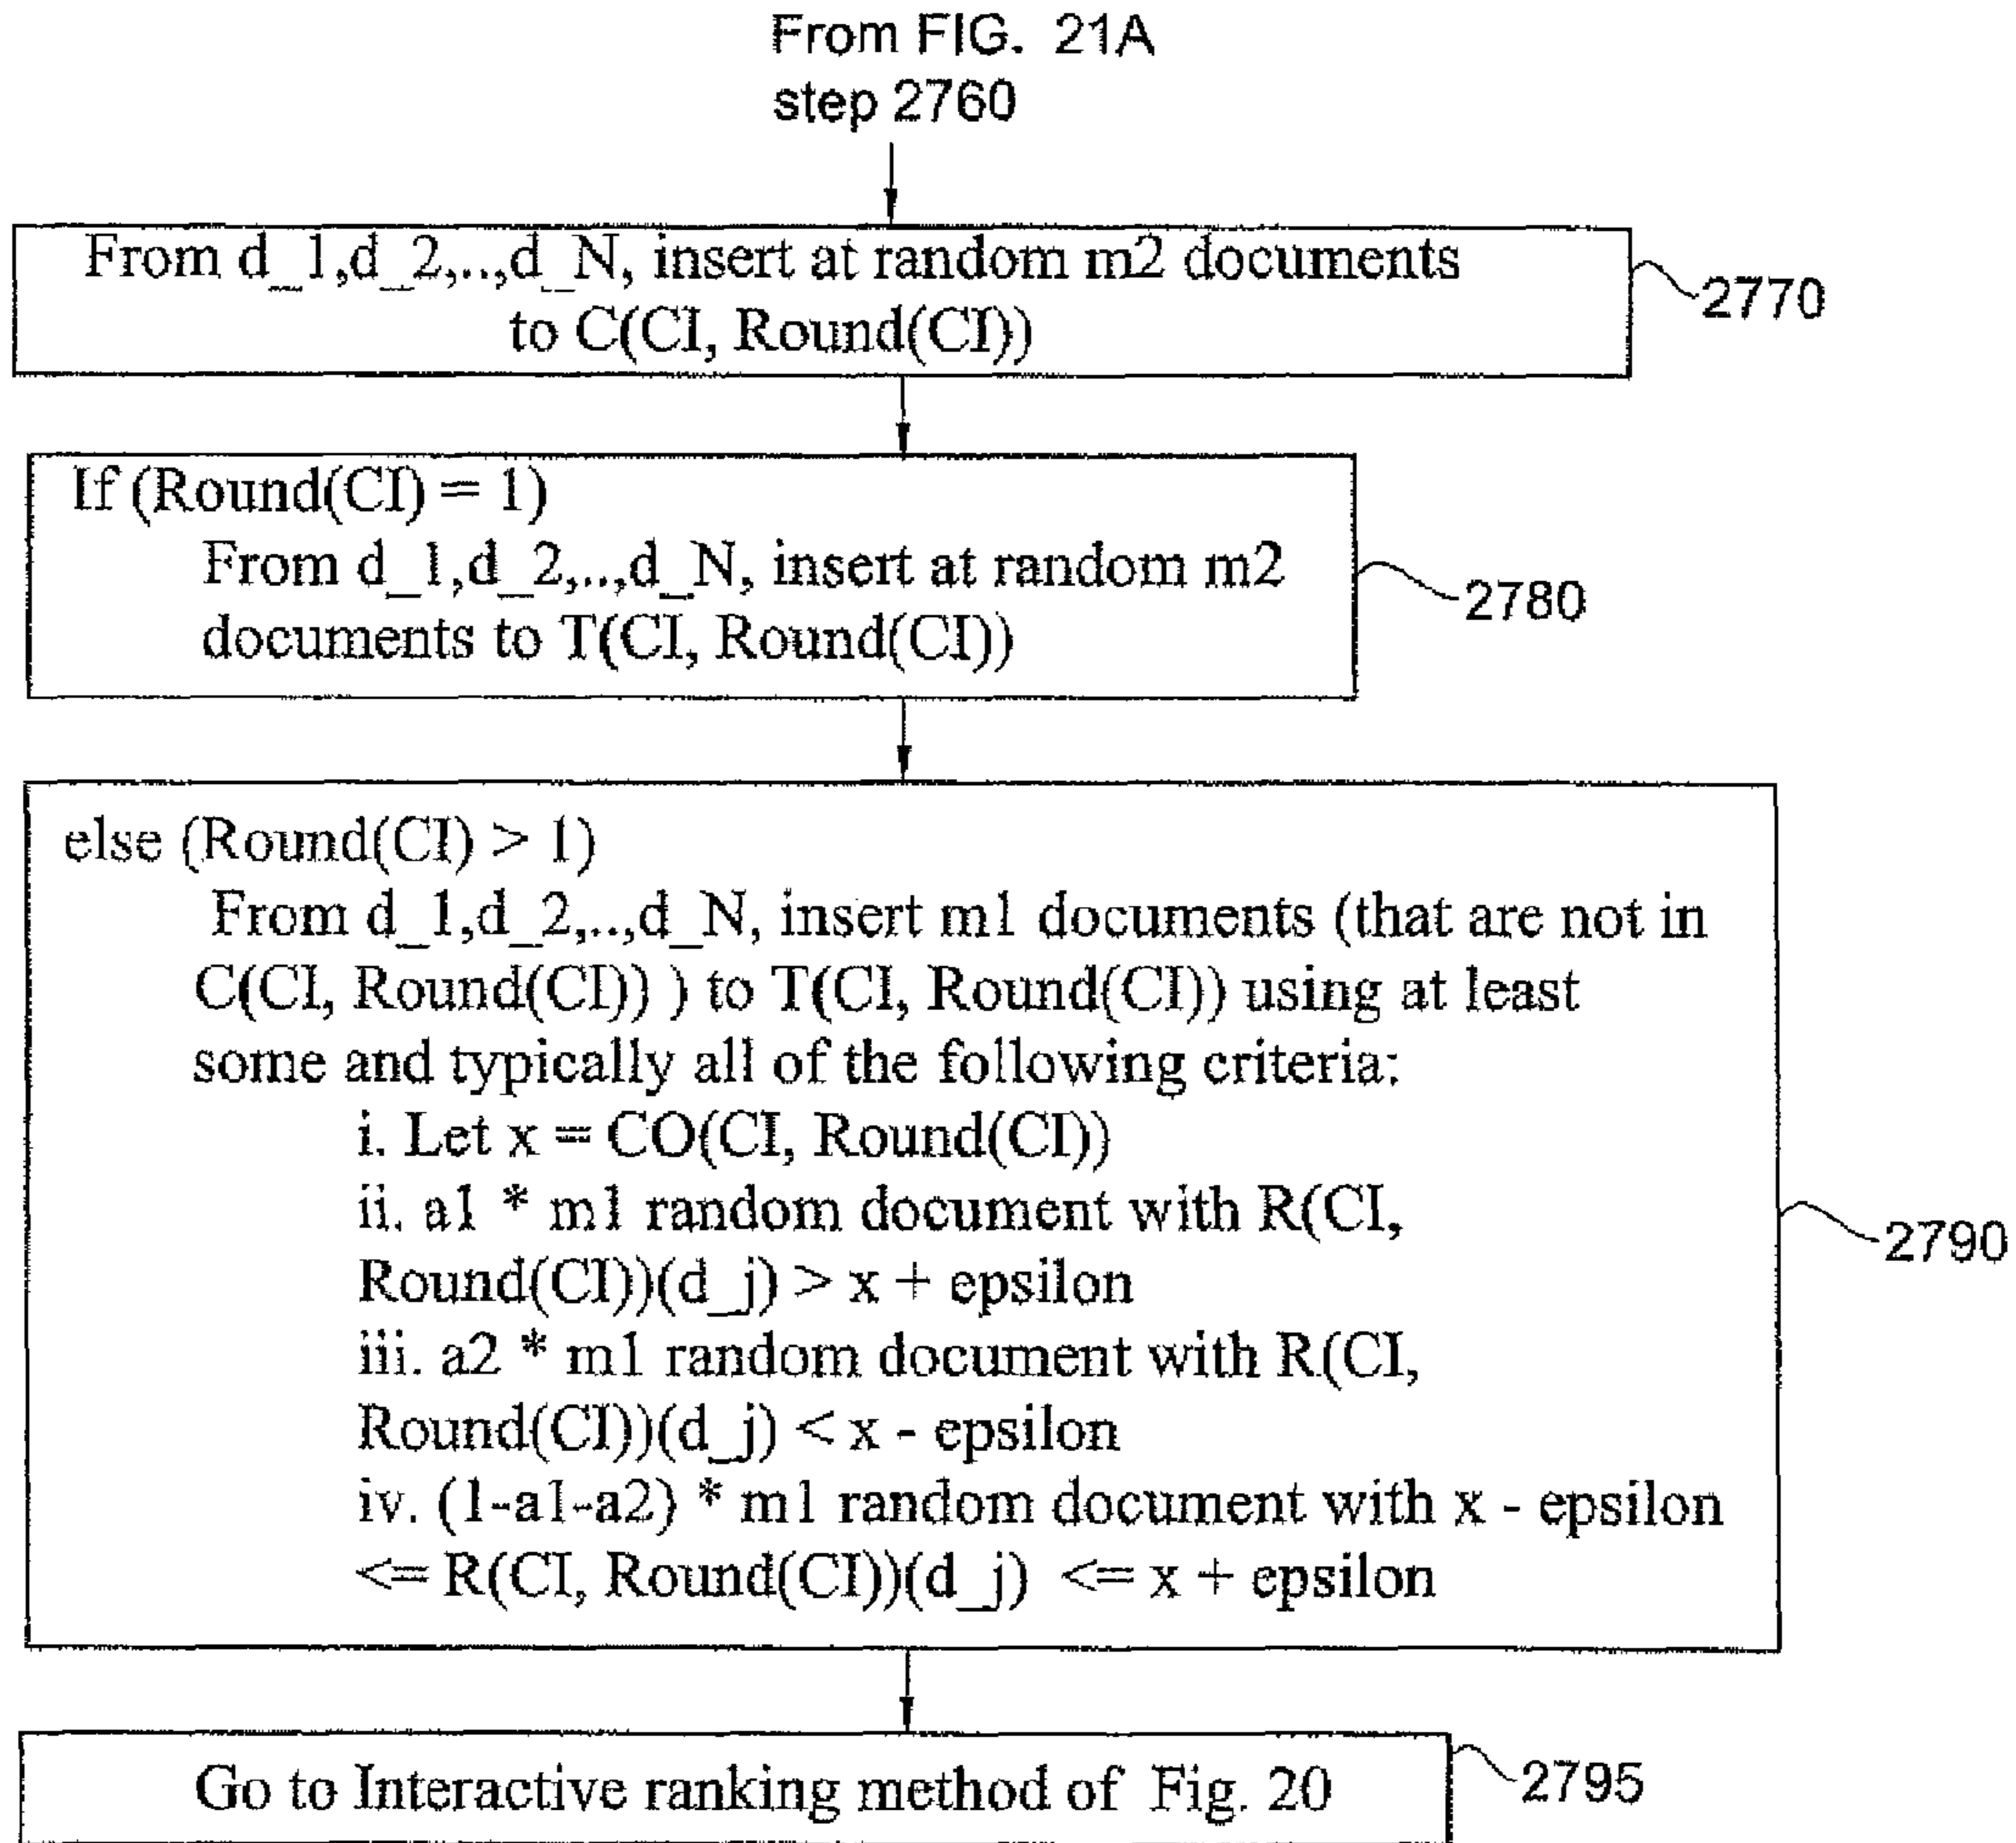 From FIG. 21A
step 2760
From d_1,d_2,..,d_N, insert at random m2 documents
to C(CI, Round(CI))
2770
If (Round(CI) = 1)
From d_1,d_2,..,d_N, insert at random m2
documents to T(CI, Round(CI))
2780
else (Round(CI) > 1)
From d_1,d_2,..,d_N, insert m1 documents (that are not in
C(CI, Round(CI)) ) to T(CI, Round(CI)) using at least
some and typically all of the following criteria:
i. Let x = CO(CI, Round(CI))
ii. a1 * m1 random document with R(CI,
Round(CI))(d_j) > x + epsilon
iii. a2 * m1 random document with R(CI,
Round(CI))(d_j) < x - epsilon
iv. (1-a1-a2) * m1 random document with x - epsilon
<= R(CI, Round(CI))(d_j) <= x + epsilon
2790
Go to Interactive ranking method of Fig. 20
2795